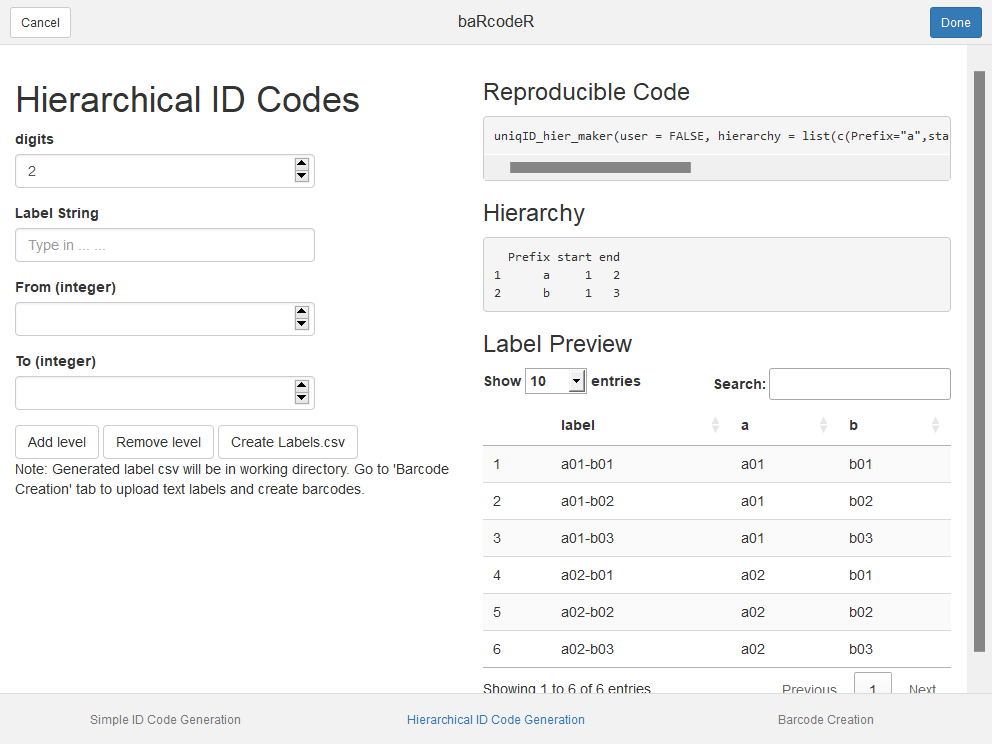 Cancel
baRcodeR
Done
Hierarchical ID Codes
digits
2
Label String
Type in ... ...
From (integer)
To (integer)
Add level
Remove level
Create Labels.csv
Note: Generated label csv will be in working directory. Go to 'Barcode
Creation' tab to upload text labels and create barcodes.
Reproducible Code
uniqID_hier_maker(user = FALSE, hierarchy = list(c(Prefix="a",sta
Hierarchy
Prefix start end
1 a 1 2
2 b 1 3
Label Preview
Show 10 entries
Search:
label a b
1 a01-b01 a01 b01
2 a01-b02 a01 b02
3 a01-b03 a01 b03
4 a02-b01 a02 b01
5 a02-b02 a02 b02
6 a02-b03 a02 b03
Showing 1 to 6 of 6 entries
Previous 1 Next
Simple ID Code Generation
Hierarchical ID Code Generation
Barcode Creation